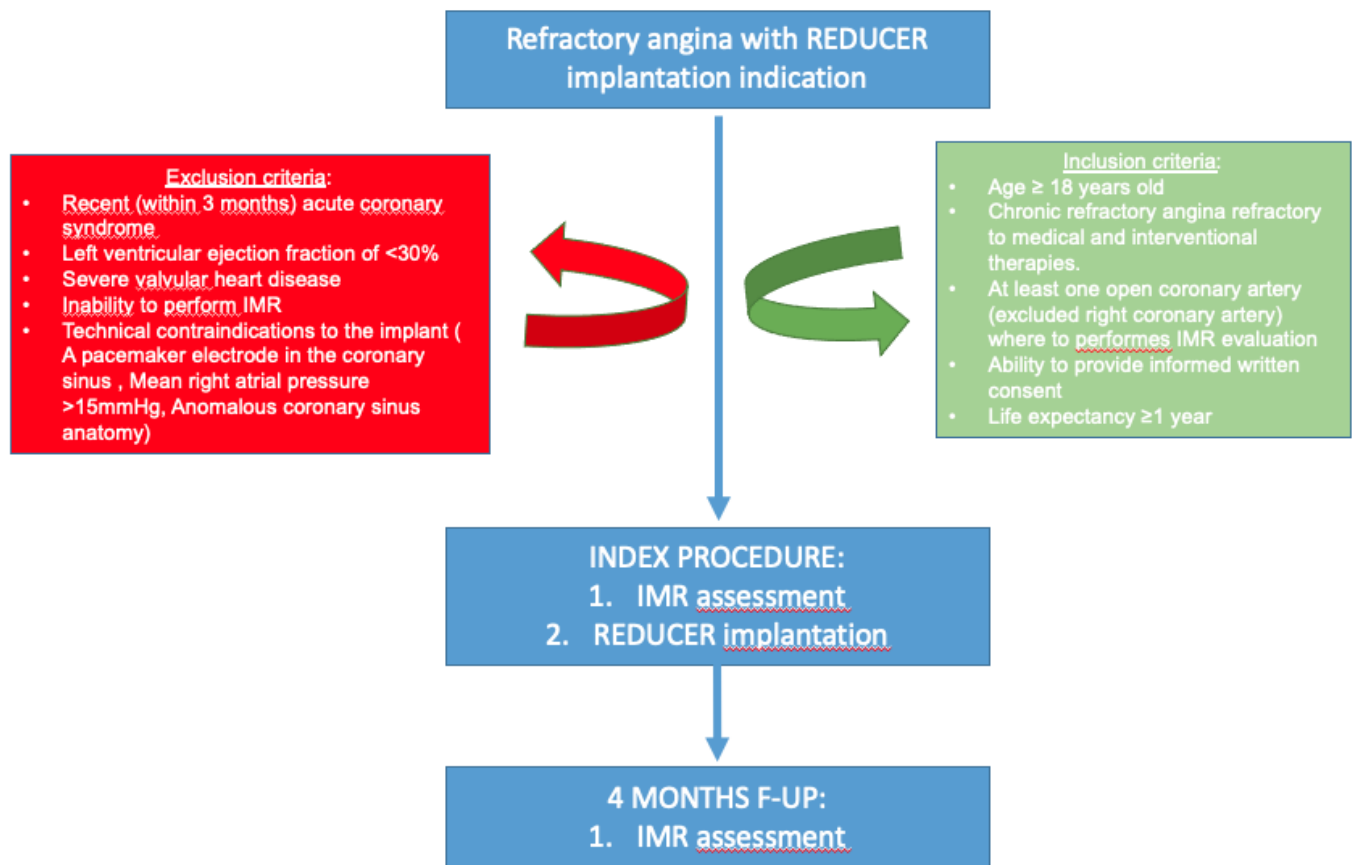 Refractory angina with REDUCER
implantation indication
Exclusion criteria:
• Recent (within 3 months) acute coronary
syndrome
• Left ventricular ejection fraction of <30%
• Severe valvular heart disease
• Inability to perform IMR
• Technical contraindications to the implant (
A pacemaker electrode in the coronary
sinus , Mean right atrial pressure
>15mmHg, Anomalous coronary sinus
anatomy)
Inclusion criteria:
• Age ≥ 18 years old
• Chronic refractory angina refractory
to medical and interventional
therapies.
• At least one open coronary artery
(excluded right coronary artery)
where to performes IMR evaluation
• Ability to provide informed written
consent
• Life expectancy ≥1 year
INDEX PROCEDURE:
1. IMR assessment
2. REDUCER implantation
4 MONTHS F-UP:
1. IMR assessment